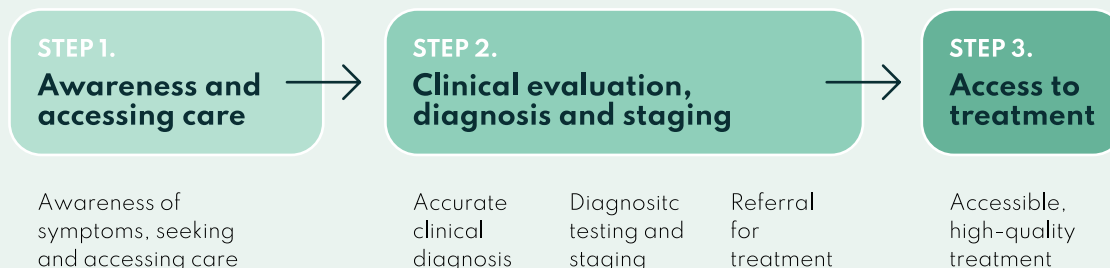 STEP 1.
Awareness and
accessing care
STEP 2.
Clinical evaluation,
diagnosis and staging
STEP 3.
Access to
treatment
Awareness of
symptoms, seeking
and accessing care
Accurate
clinical
diagnosis
Diagnositc
testing and
staging
Referral
for
treatment
Accessible,
high-quality
treatment